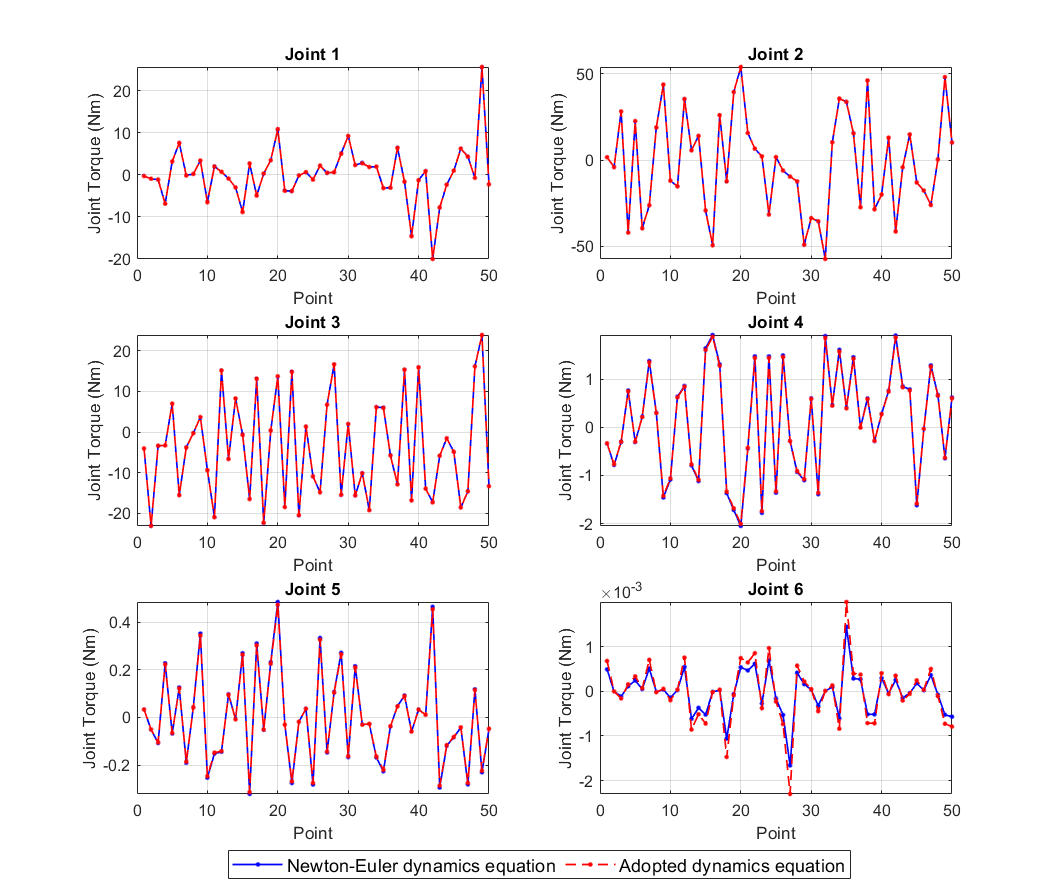 Joint 1
Joint Torque (Nm)
20
10
0
-10
-20
0 10 20 30 40 50
Point
Joint 2
Joint Torque (Nm)
50
0
-50
0 10 20 30 40 50
Point
Joint 3
Joint Torque (Nm)
20
10
0
-10
-20
0 10 20 30 40 50
Point
Joint 4
Joint Torque (Nm)
1
0
-1
-2
0 10 20 30 40 50
Point
Joint 5
Joint Torque (Nm)
0.4
0.2
0
-0.2
0 10 20 30 40 50
Point
Joint 6
×10-3
Joint Torque (Nm)
1
0
-1
-2
0 10 20 30 40 50
Point
Newton-Euler dynamics equation Adopted dynamics equation